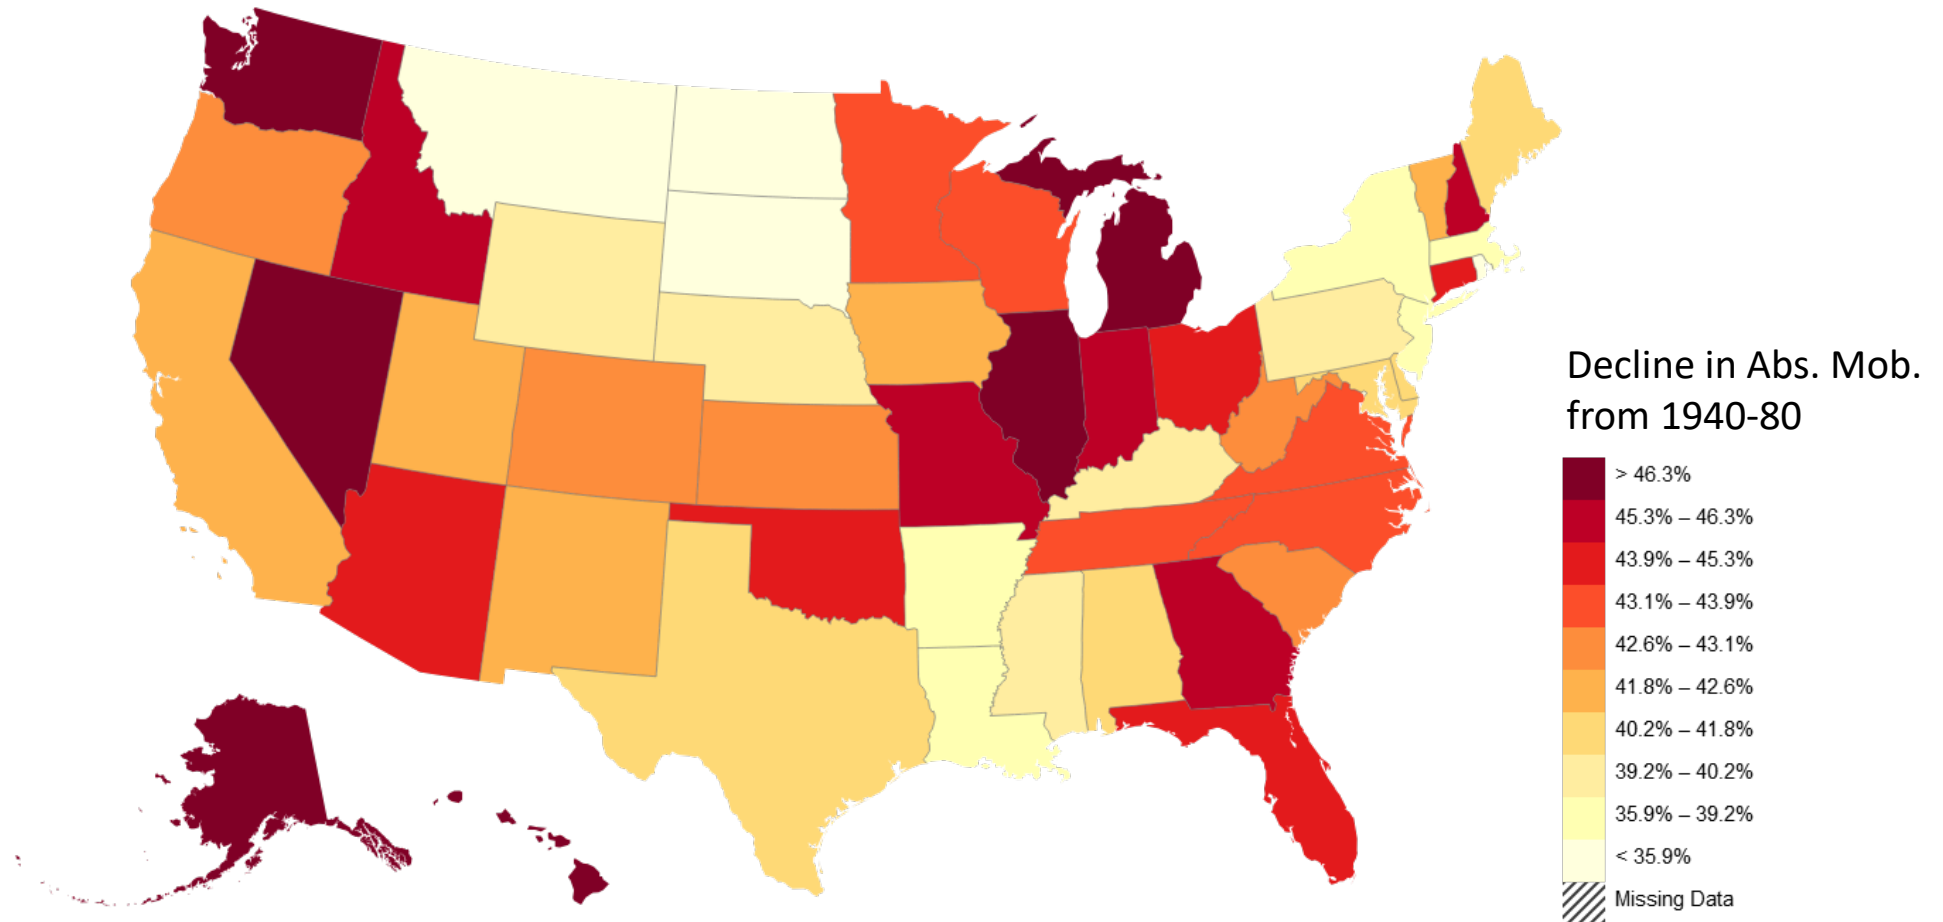 Decline in Abs. Mob.
from 1940-80
> 46.3%
45.3% – 46.3%
43.9% – 45.3%
43.1% – 43.9%
42.6% – 43.1%
41.8% – 42.6%
40.2% – 41.8%
39.2% – 40.2%
35.9% – 39.2%
< 35.9%
Missing Data